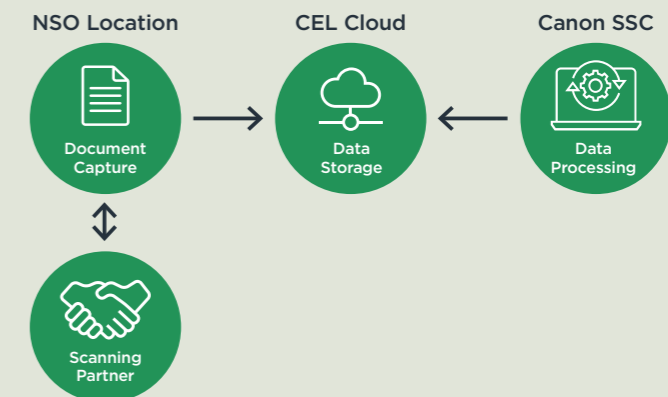 NSO Location
CEL Cloud
Canon SSC
Document
Capture
Data
Storage
Data
Processing
Scanning
Partner